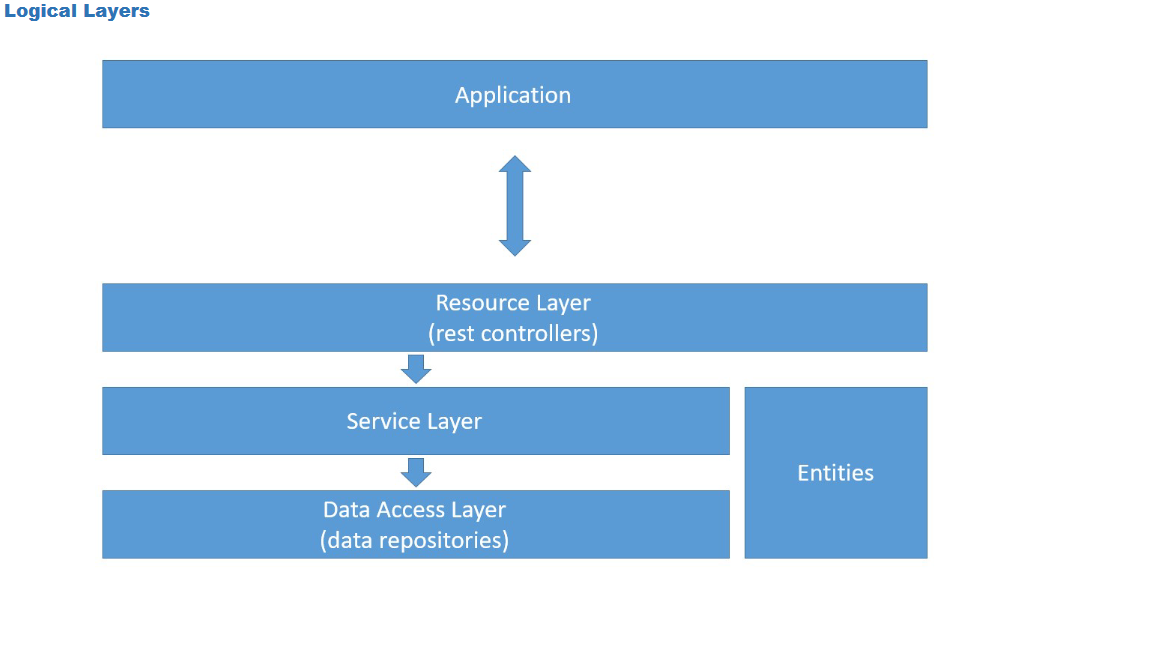 Logical Layers
Application
Resource Layer
(rest controllers)
Service Layer
Entities
Data Access Layer
(data repositories)